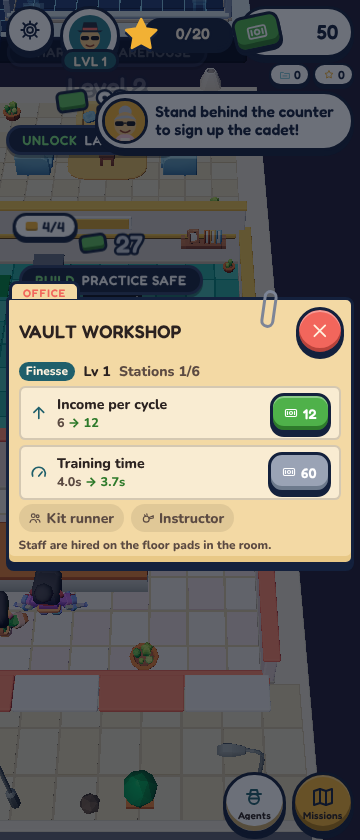 0/20
50
LVL 1
Level 2
0
0
Stand behind the counter
to sign up the cadet!
UNLOCK LA
4/4
27
BUILD PRACTICE SAFE
OFFICE
VAULT WORKSHOP
Finesse Lv 1 Stations 1/6
Income per cycle
6 → 12
12
Training time
4.0s → 3.7s
60
Kit runner
Instructor
Staff are hired on the floor pads in the room.
Agents
Missions